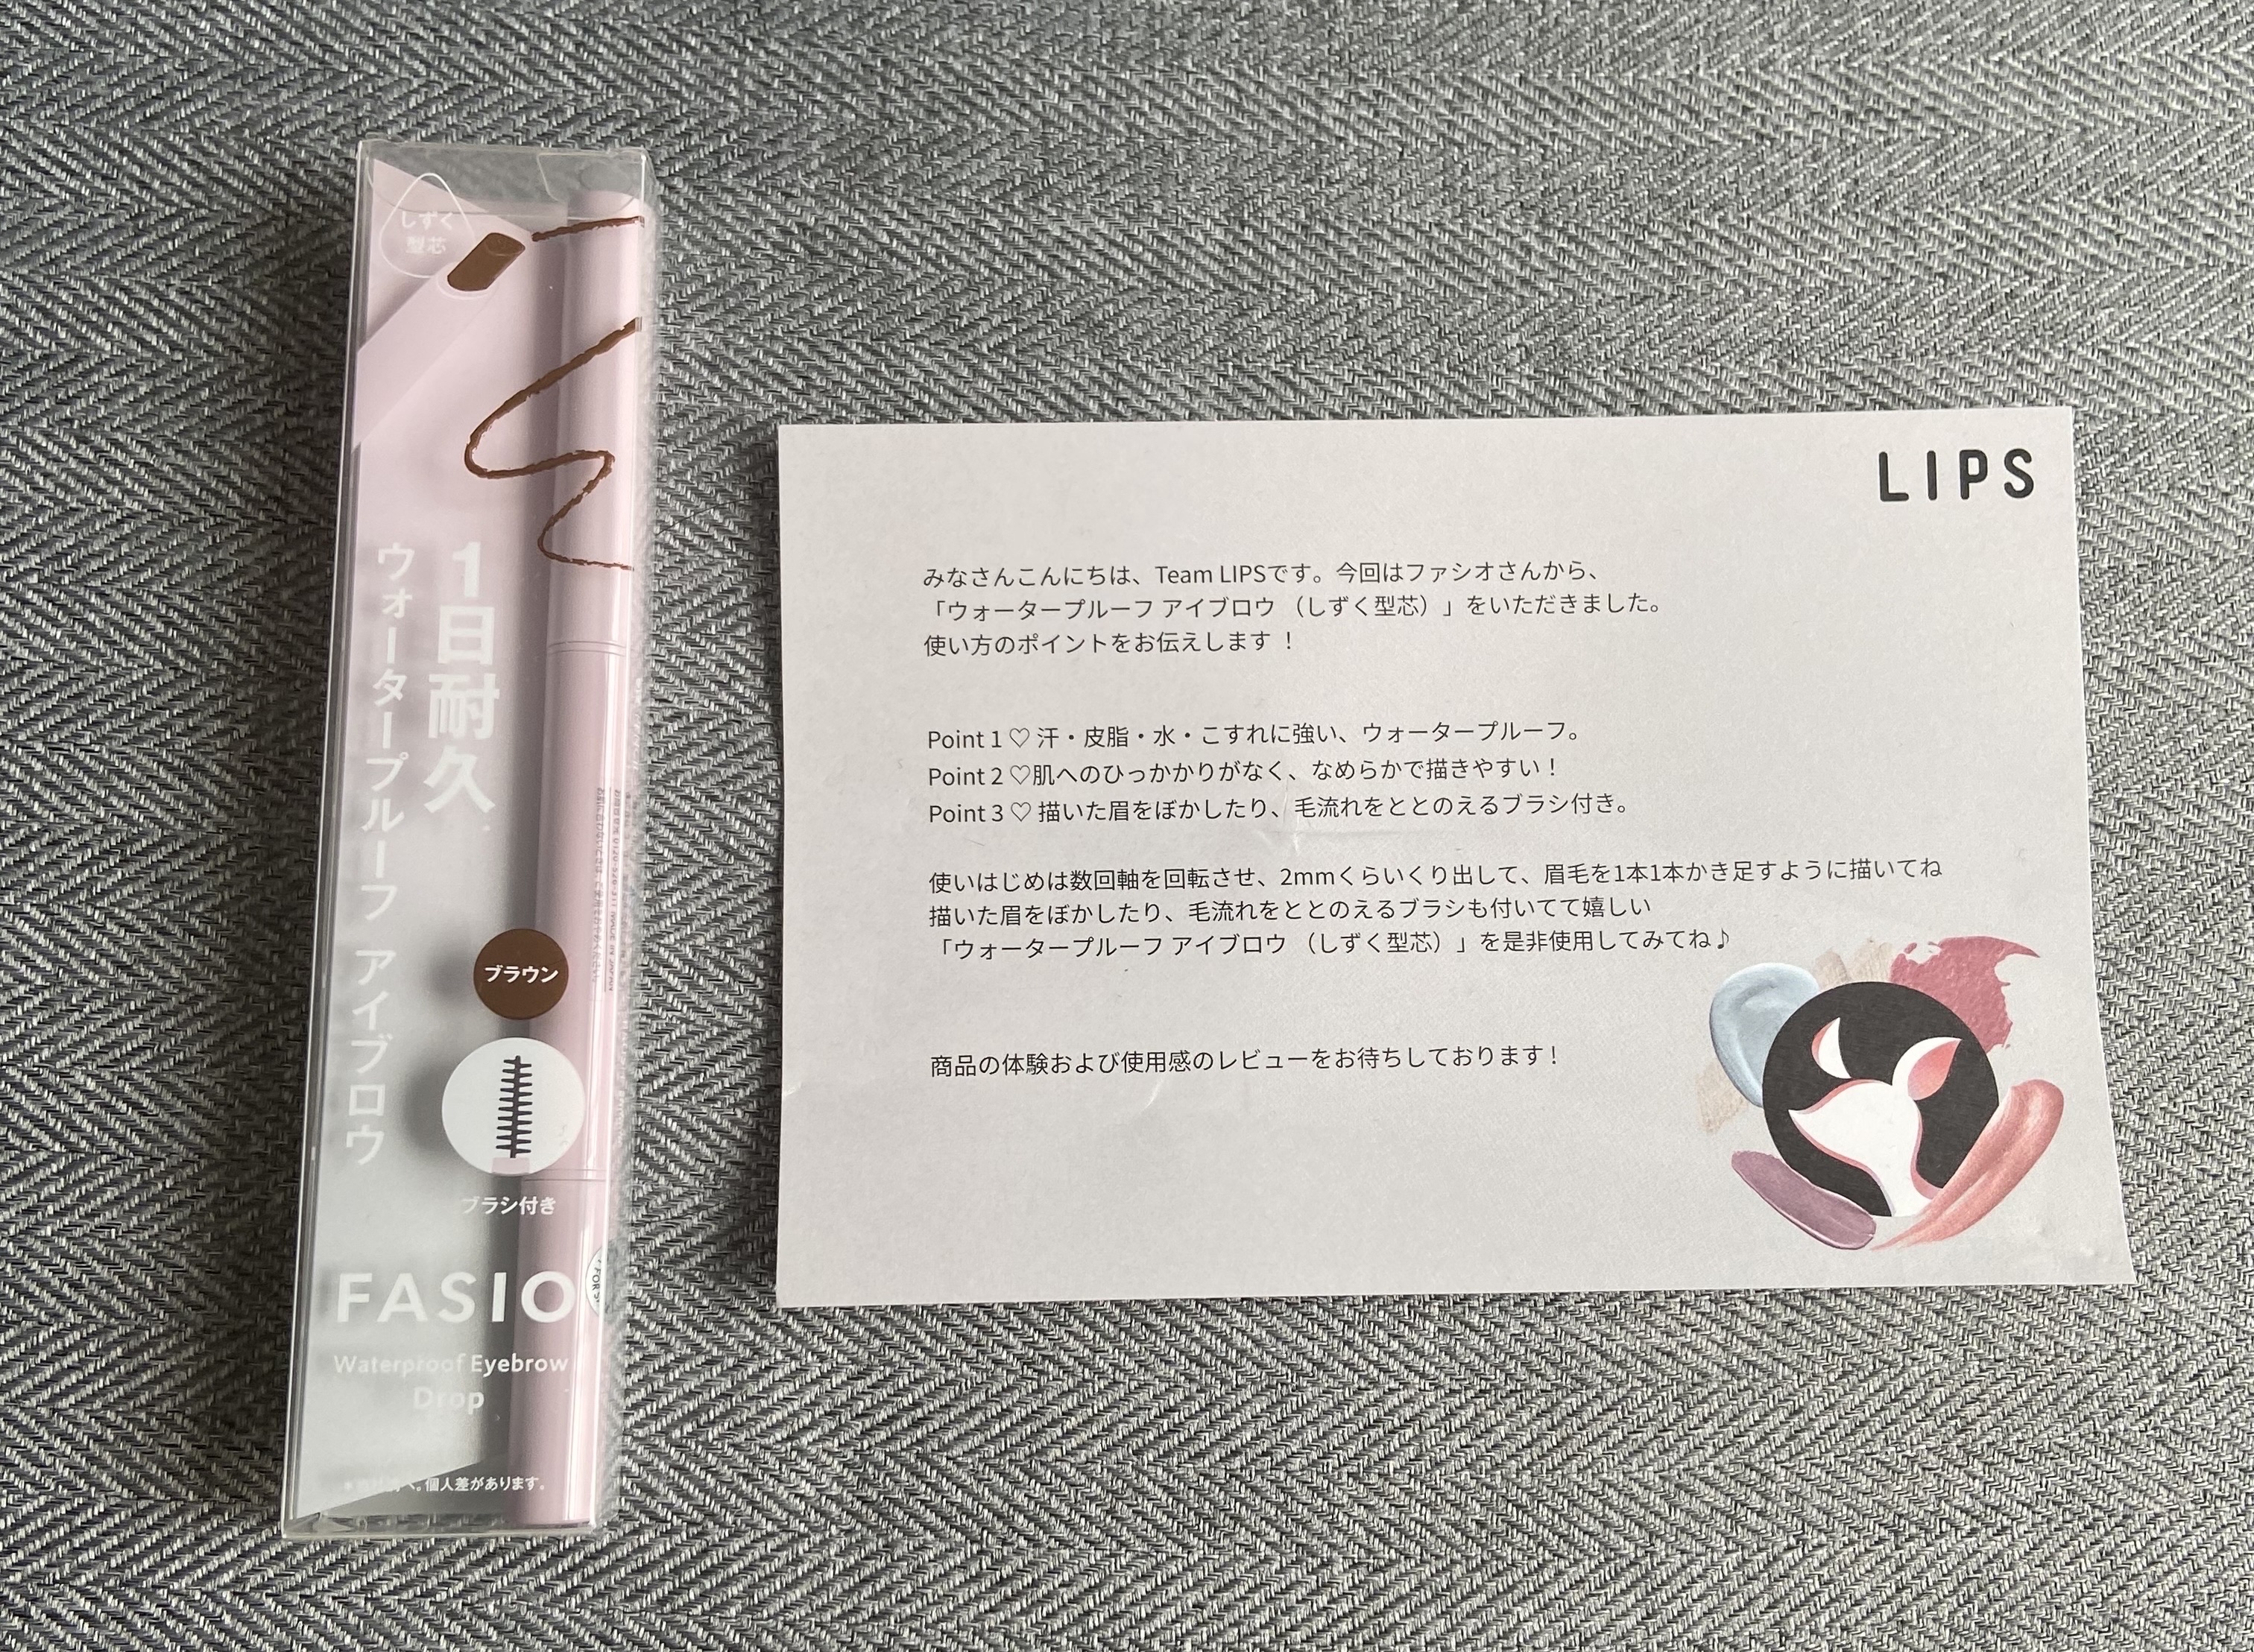 しずく
型芯
1日耐久
ウォータープルーフ アイブロウ
ブラウン
ブラシ付き
FASIO
Waterproof Eyebrow
Drop
個人差があります。
LIPS
みなさんこんにちは、Team LIPSです。今回はファシオさんから、
「ウォータープルーフ アイブロウ （しずく型芯）」をいただきました。
使い方のポイントをお伝えします ！
Point 1 ♡ 汗・皮脂・水・こすれに強い、ウォータープルーフ。
Point 2 ♡肌へのひっかかりがなく、なめらかで描きやすい！
Point 3 ♡ 描いた眉をぼかしたり、毛流れをととのえるブラシ付き。
使いはじめは数回軸を回転させ、2mmくらいくり出して、眉毛を1本1本かき足すように描いてね
描いた眉をぼかしたり、毛流れをととのえるブラシも付いてて嬉しい
「ウォータープルーフ アイブロウ （しずく型芯）」を是非使用してみてね♪
商品の体験および使用感のレビューをお待ちしております！